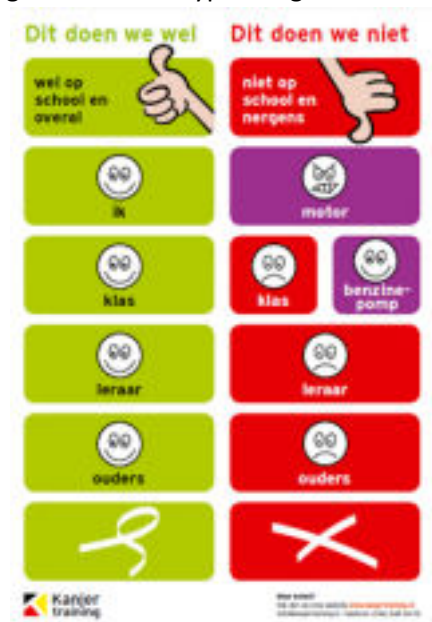 Dit doen we wel
Dit doen we niet
wel op
school en
overal
niet op
school en
nergens
ik
motor
klas
klas
benzine-
pomp
leraar
leraar
ouders
ouders
Kanjer
training